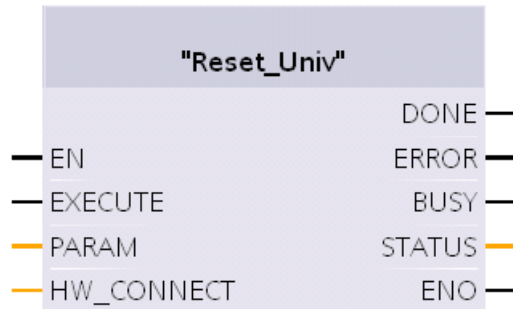 "Reset_Univ"
DONE
EN ERROR
EXECUTE BUSY
PARAM STATUS
HW_CONNECT ENO